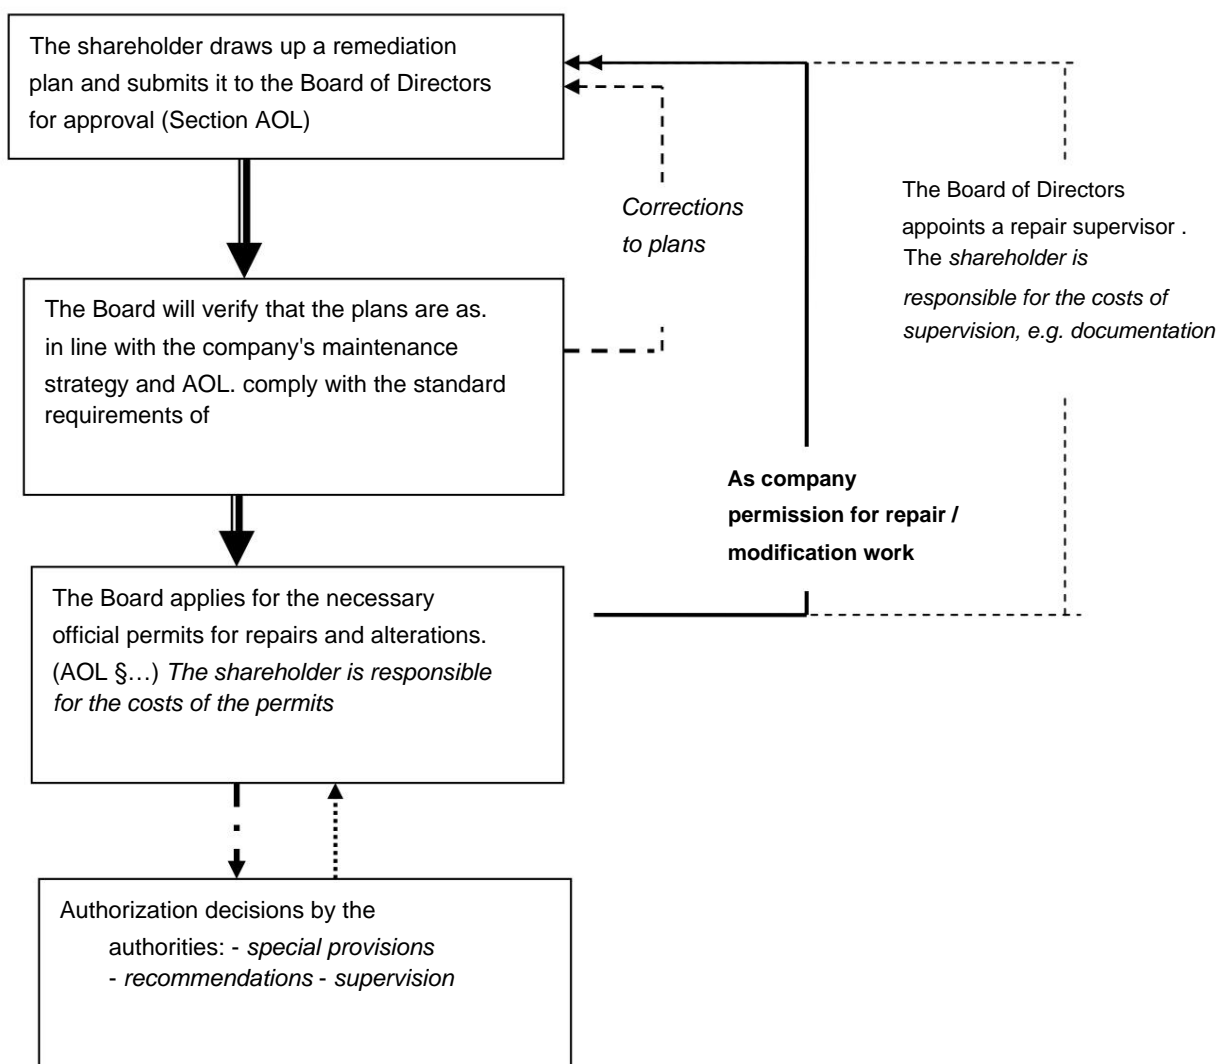 The shareholder draws up a remediation
plan and submits it to the Board of Directors
for approval (Section AOL)
Corrections
to plans
The Board of Directors
appoints a repair supervisor .
The shareholder is
responsible for the costs of
supervision, e.g. documentation
The Board will verify that the plans are as.
in line with the company's maintenance
strategy and AOL. comply with the standard
requirements of
As company
permission for repair /
modification work
The Board applies for the necessary
official permits for repairs and alterations.
(AOL §…) The shareholder is responsible
for the costs of the permits
Authorization decisions by the
authorities: - special provisions
- recommendations - supervision